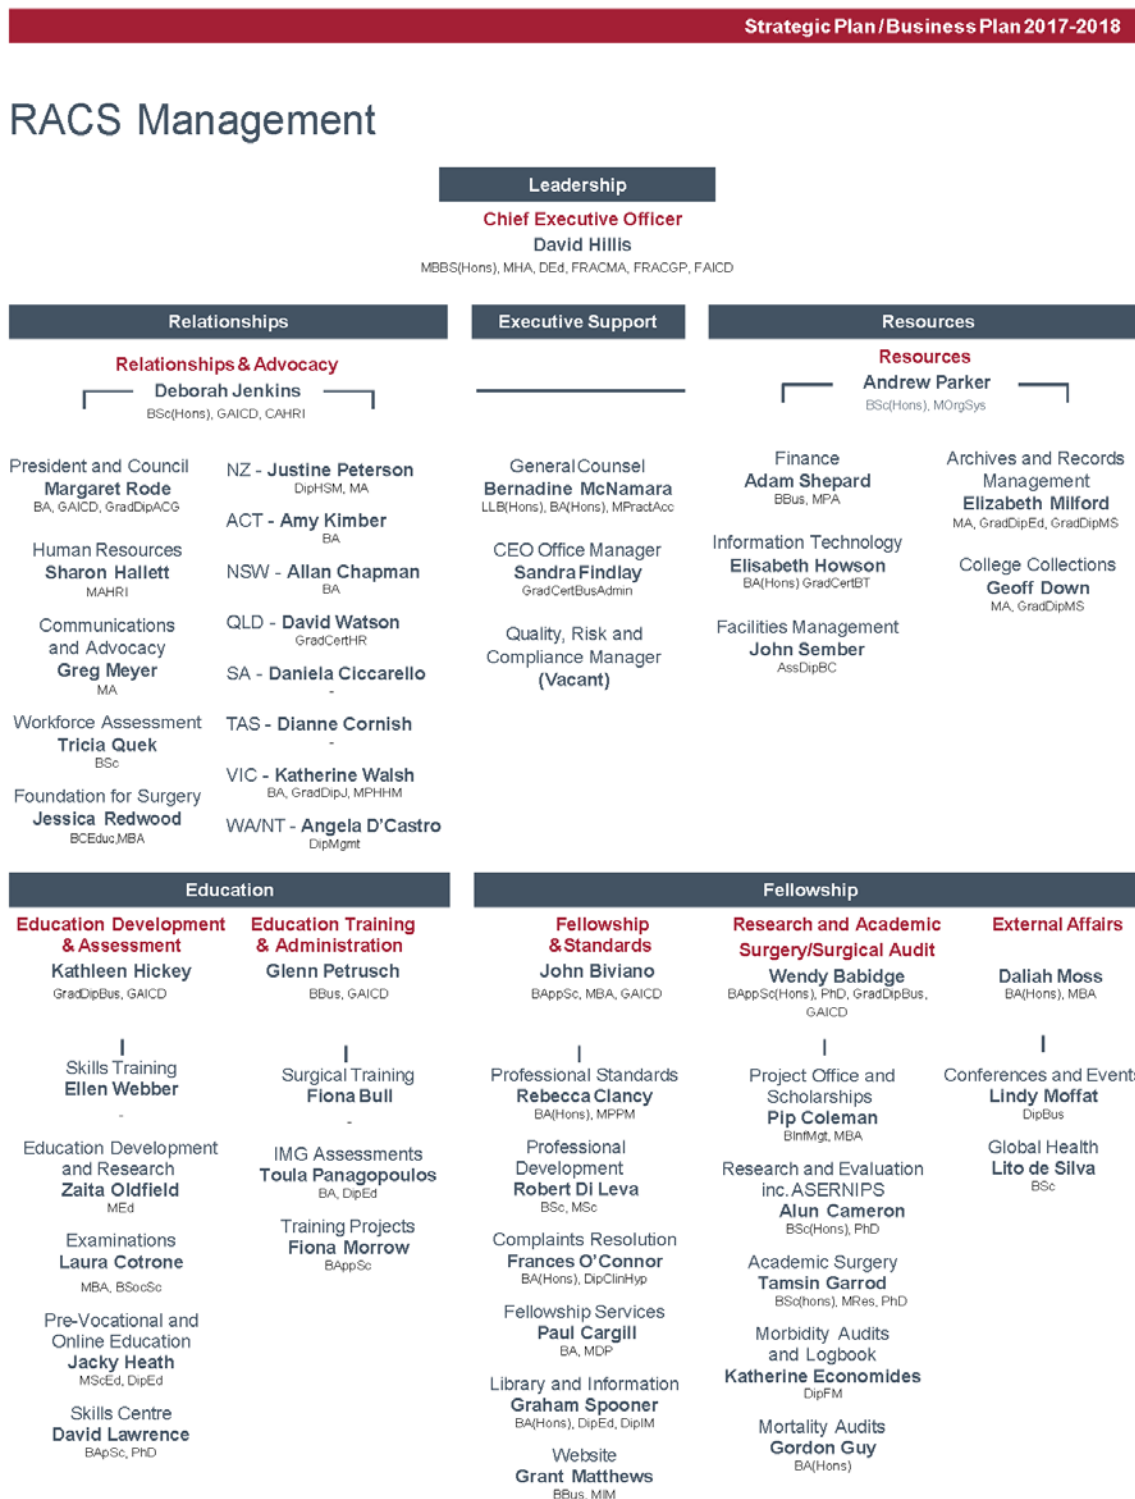 Strategic Plan/Business Plan 2017-2018
RACS Management
Leadership
Chief Executive Officer
David Hillis
MBBS(Hons), MHA, DEd, FRACMA, FRACGP, FAICD
Relationships
Relationships & Advocacy
Deborah Jenkins
BSc(Hons), GAICD, CAHRI
President and Council
Margaret Rode
BA, GAICD, GradDipACG
Human Resources
Sharon Hallett
MAHRI
Communications
and Advocacy
Greg Meyer
MA
Workforce Assessment
Tricia Quek
BSc
Foundation for Surgery
Jessica Redwood
BCEduc,MBA
NZ - Justine Peterson
DipHSM, MA
ACT - Amy Kimber
BA
NSW - Allan Chapman
BA
QLD - David Watson
GradCertHR
SA - Daniela Ciccarello
-
TAS - Dianne Cornish
-
VIC - Katherine Walsh
BA, GradDipJ, MPHHM
WA/NT - Angela D'Castro
DipMgmt
Executive Support
General Counsel
Bernadine McNamara
LLB(Hons), BA(Hons), MPractAcc
CEO Office Manager
Sandra Findlay
GradCertBusAdmin
Quality, Risk and
Compliance Manager
(Vacant)
Resources
Resources
Andrew Parker
BSc(Hons), MOrgSys
Finance
Adam Shepard
BBus, MPA
Information Technology
Elisabeth Howson
BA(Hons) GradCertBT
Facilities Management
John Sember
AssDipBC
Archives and Records
Management
Elizabeth Milford
MA, GradDipEd, GradDipMS
College Collections
Geoff Down
MA, GradDipMS
Education
Education Development
& Assessment
Kathleen Hickey
GradDipBus, GAICD
Skills Training
Ellen Webber
-
Education Development
and Research
Zaita Oldfield
MEd
Examinations
Laura Cotrone
MBA, BSocSc
Pre-Vocational and
Online Education
Jacky Heath
MScEd, DipEd
Skills Centre
David Lawrence
BApSc, PhD
Education Training
& Administration
Glenn Petrusch
BBus, GAICD
Surgical Training
Fiona Bull
-
IMG Assessments
Toula Panagopoulos
BA, DipEd
Training Projects
Fiona Morrow
BAppSc
Fellowship
Fellowship
& Standards
John Biviano
BAppSc, MBA, GAICD
Professional Standards
Rebecca Clancy
BA(Hons), MPPM
Professional
Development
Robert Di Leva
BSc, MSc
Complaints Resolution
Frances O'Connor
BA(Hons), DipClinHyp
Fellowship Services
Paul Cargill
BA, MDP
Library and Information
Graham Spooner
BA(Hons), DipEd, DipIM
Website
Grant Matthews
BBus, MIM
Research and Academic
Surgery/Surgical Audit
Wendy Babidge
BAppSc(Hons), PhD, GradDipBus,
GAICD
Project Office and
Scholarships
Pip Coleman
BInfMgt, MBA
Research and Evaluation
inc. ASERNIPS
Alun Cameron
BSc(Hons), PhD
Academic Surgery
Tamsin Garrod
BSc(hons), MRes, PhD
Morbidity Audits
and Logbook
Katherine Economides
DipFM
Mortality Audits
Gordon Guy
BA(Hons)
External Affairs
Daliah Moss
BA(Hons), MBA
Conferences and Events
Lindy Moffat
DipBus
Global Health
Lito de Silva
BSc